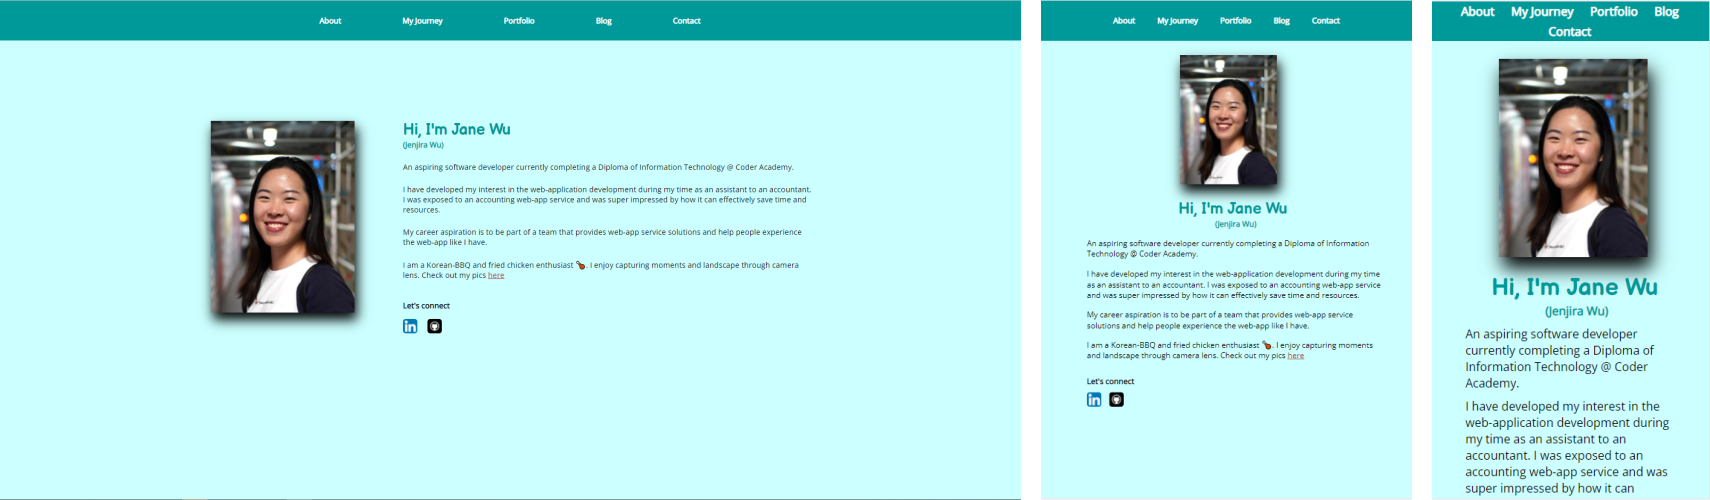 About My Journey Portfolio Blog Contact
Hi, I'm Jane Wu
(Jenjira Wu)
An aspiring software developer currently completing a Diploma of Information Technology @ Coder Academy.
I have developed my interest in the web-application development during my time as an assistant to an accountant.
I was exposed to an accounting web-app service and was super impressed by how it can effectively save time and
resources.
My career aspiration is to be part of a team that provides web-app service solutions and help people experience
the web-app like I have.
I am a Korean-BBQ and fried chicken enthusiast 🍗. I enjoy capturing moments and landscape through camera
lens. Check out my pics here
Let's connect
in
About My Journey Portfolio Blog Contact
Hi, I'm Jane Wu
(Jenjira Wu)
An aspiring software developer currently completing a Diploma of Information
Technology @ Coder Academy.
I have developed my interest in the web-application development during my time
as an assistant to an accountant. I was exposed to an accounting web-app service
and was super impressed by how it can effectively save time and resources.
My career aspiration is to be part of a team that provides web-app service
solutions and help people experience the web-app like I have.
I am a Korean-BBQ and fried chicken enthusiast 🍗. I enjoy capturing moments
and landscape through camera lens. Check out my pics here
Let's connect
in
About My Journey Portfolio Blog
Contact
Hi, I'm Jane Wu
(Jenjira Wu)
An aspiring software developer
currently completing a Diploma of
Information Technology @ Coder
Academy.
I have developed my interest in the
web-application development during
my time as an assistant to an
accountant. I was exposed to an
accounting web-app service and was
super impressed by how it can